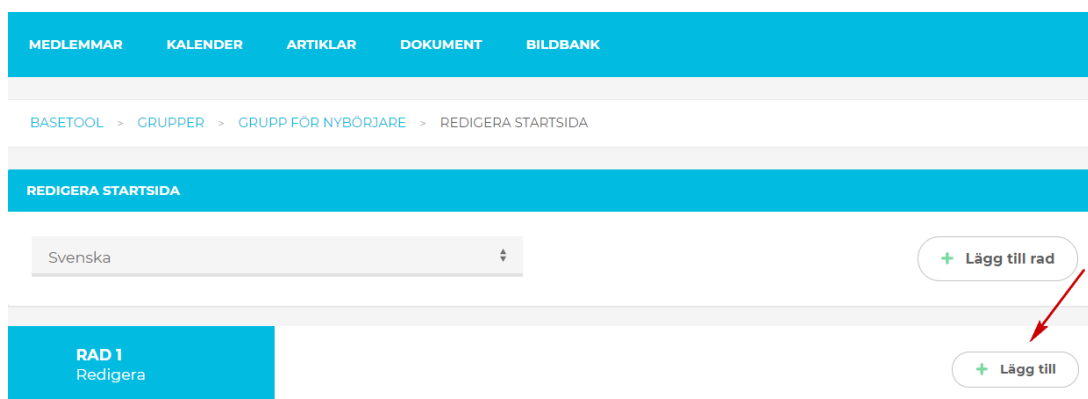 MEDLEMMAR KALENDER ARTIKLAR DOKUMENT BILDBANK
BASETOOL > GRUPPER > GRUPP FÖR NYBÖRJARE > REDIGERA STARTSIDA
REDIGERA STARTSIDA
Svenska
+ Lägg till rad
RAD 1
Redigera
+ Lägg till